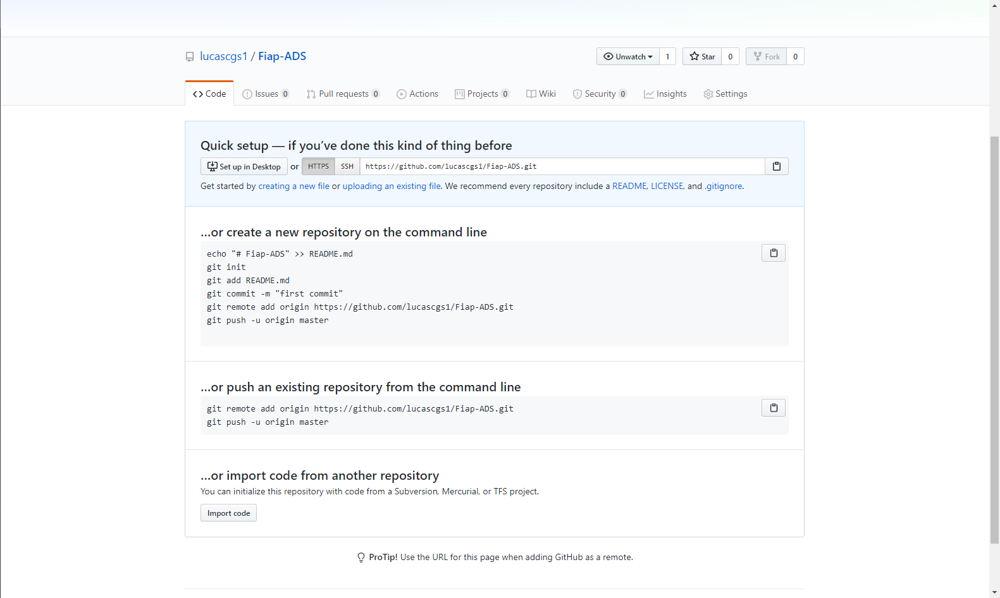 lucascgs1 / Fiap-ADS
Unwatch 1 Star 0 Fork 0
Code Issues 0 Pull requests 0 Actions Projects 0 Wiki Security 0 Insights Settings
Quick setup — if you’ve done this kind of thing before
Set up in Desktop or HTTPS SSH https://github.com/lucascgs1/Fiap-ADS.git
Get started by creating a new file or uploading an existing file. We recommend every repository include a README, LICENSE, and .gitignore.
…or create a new repository on the command line
echo "# Fiap-ADS" >> README.md
git init
git add README.md
git commit -m "first commit"
git remote add origin https://github.com/lucascgs1/Fiap-ADS.git
git push -u origin master
…or push an existing repository from the command line
git remote add origin https://github.com/lucascgs1/Fiap-ADS.git
git push -u origin master
…or import code from another repository
You can initialize this repository with code from a Subversion, Mercurial, or TFS project.
Import code
ProTip! Use the URL for this page when adding GitHub as a remote.